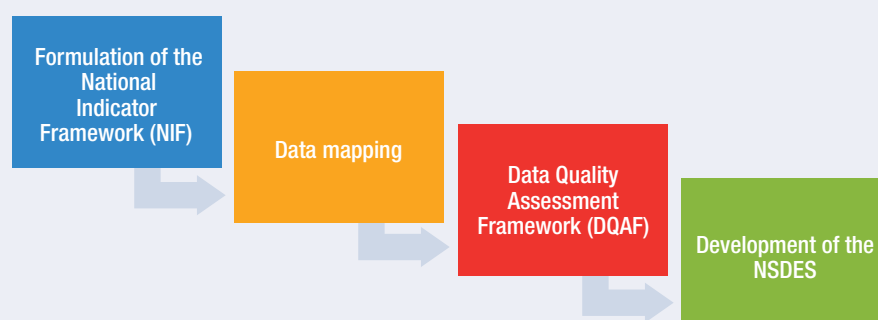 Formulation of the
National
Indicator
Framework (NIF)
Data mapping
Data Quality
Assessment
Framework (DQAF)
Development of the
NSDES